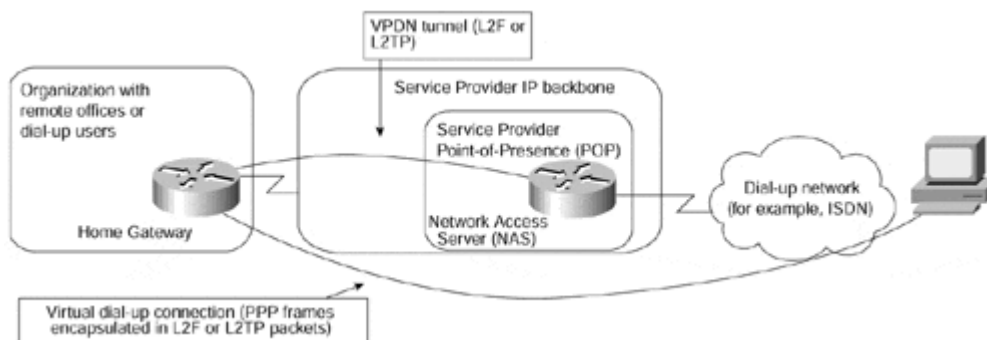 VPDN tunnel (L2F or
L2TP)
Organization with
remote offices or
dial-up users
Service Provider IP backbone
Service Provider
Point-of-Presence (POP)
Dial-up network
(for example, ISDN)
Network Access
Server (NAS)
Home Gateway
Virtual dial-up connection (PPP frames
encapsulated in L2F or L2TP packets)